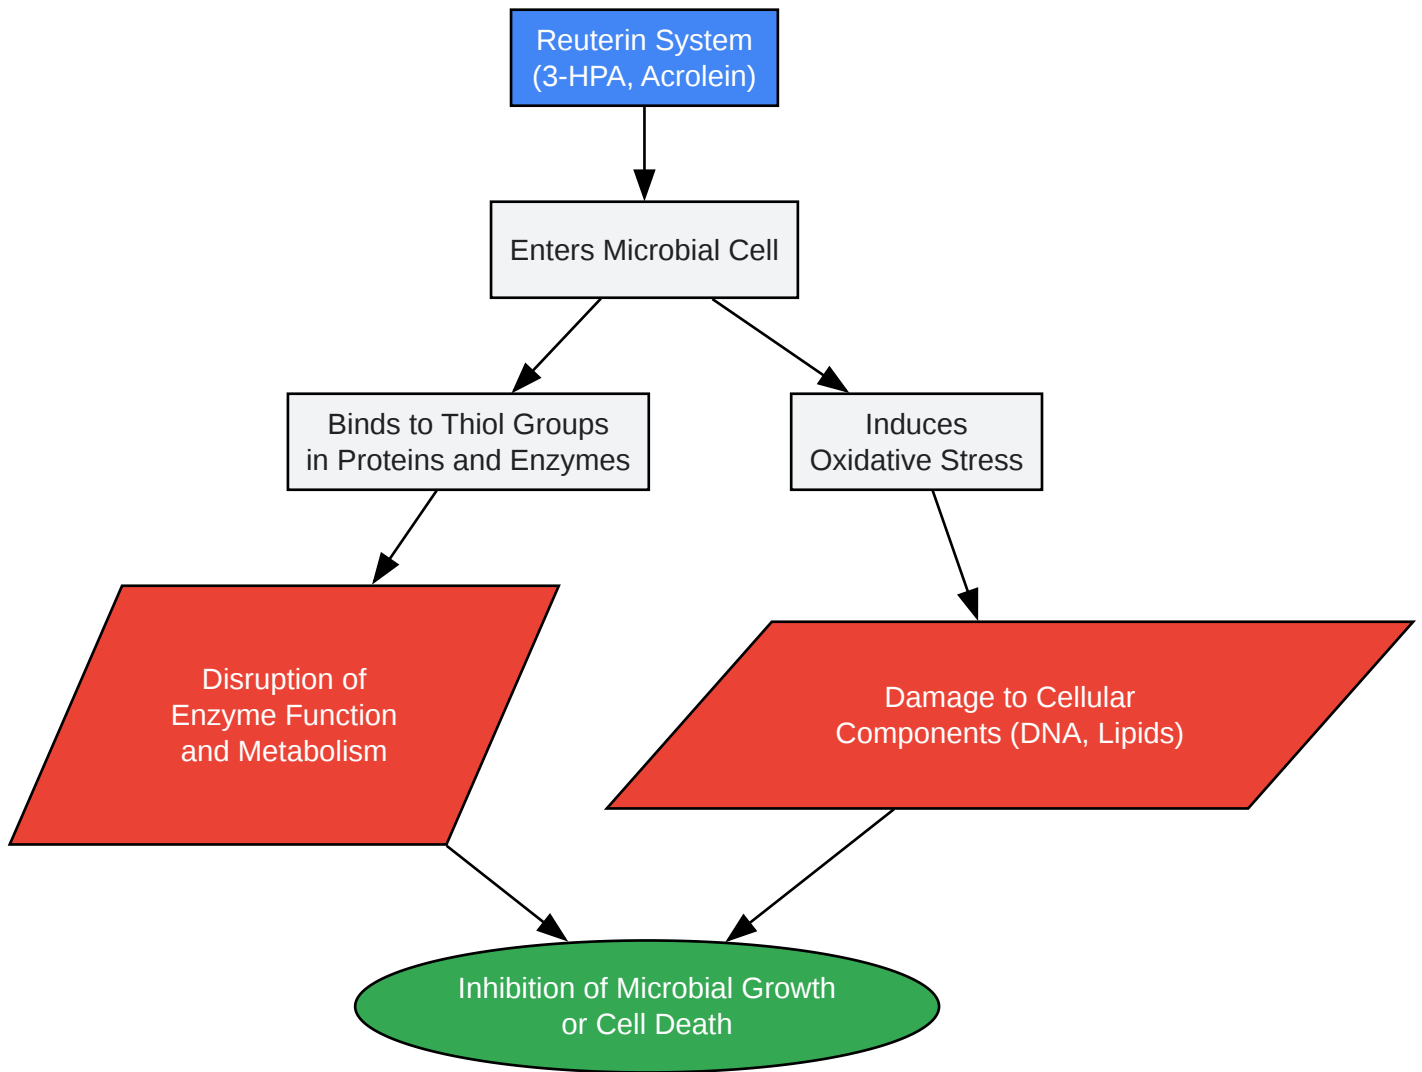 Reuterin System
(3-HPA, Acrolein)
Enters Microbial Cell
Binds to Thiol Groups
in Proteins and Enzymes
Induces
Oxidative Stress
Disruption of
Enzyme Function
and Metabolism
Damage to Cellular
Components (DNA, Lipids)
Inhibition of Microbial Growth
or Cell Death